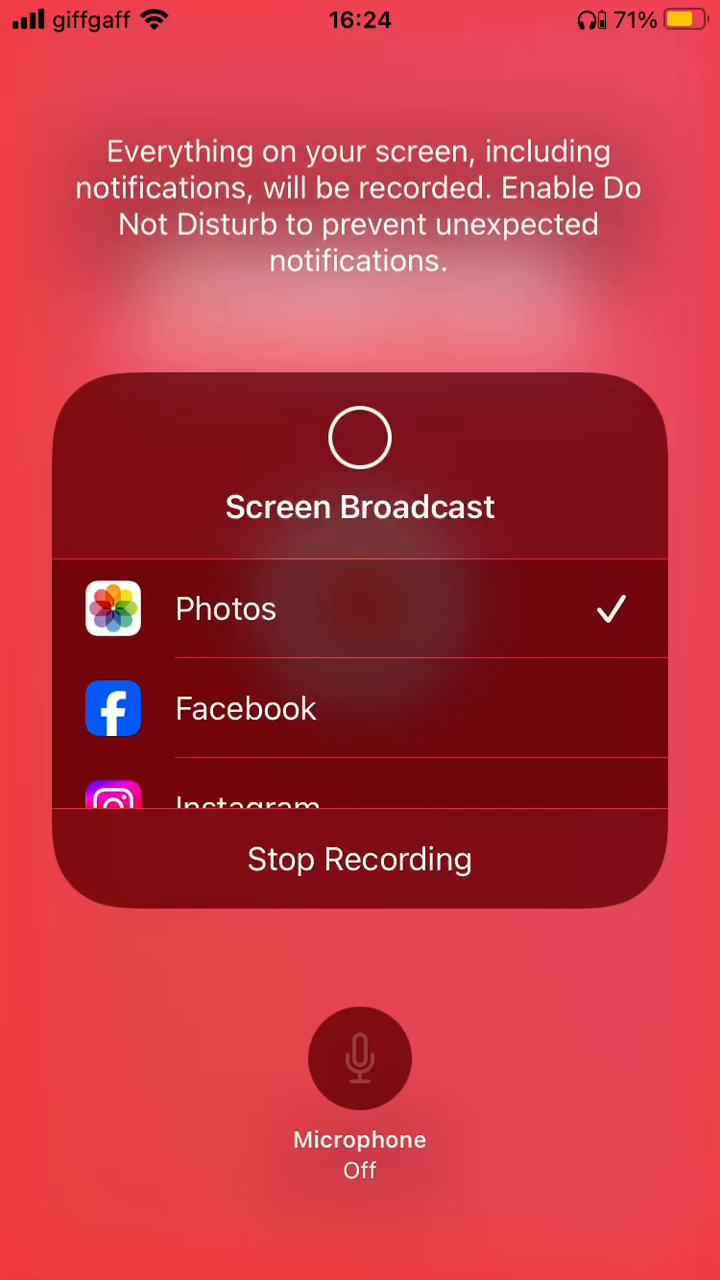 giffgaff 16:24 71%
Everything on your screen, including
notifications, will be recorded. Enable Do
Not Disturb to prevent unexpected
notifications.
Screen Broadcast
Photos
Facebook
Instagram
Stop Recording
Microphone
Off